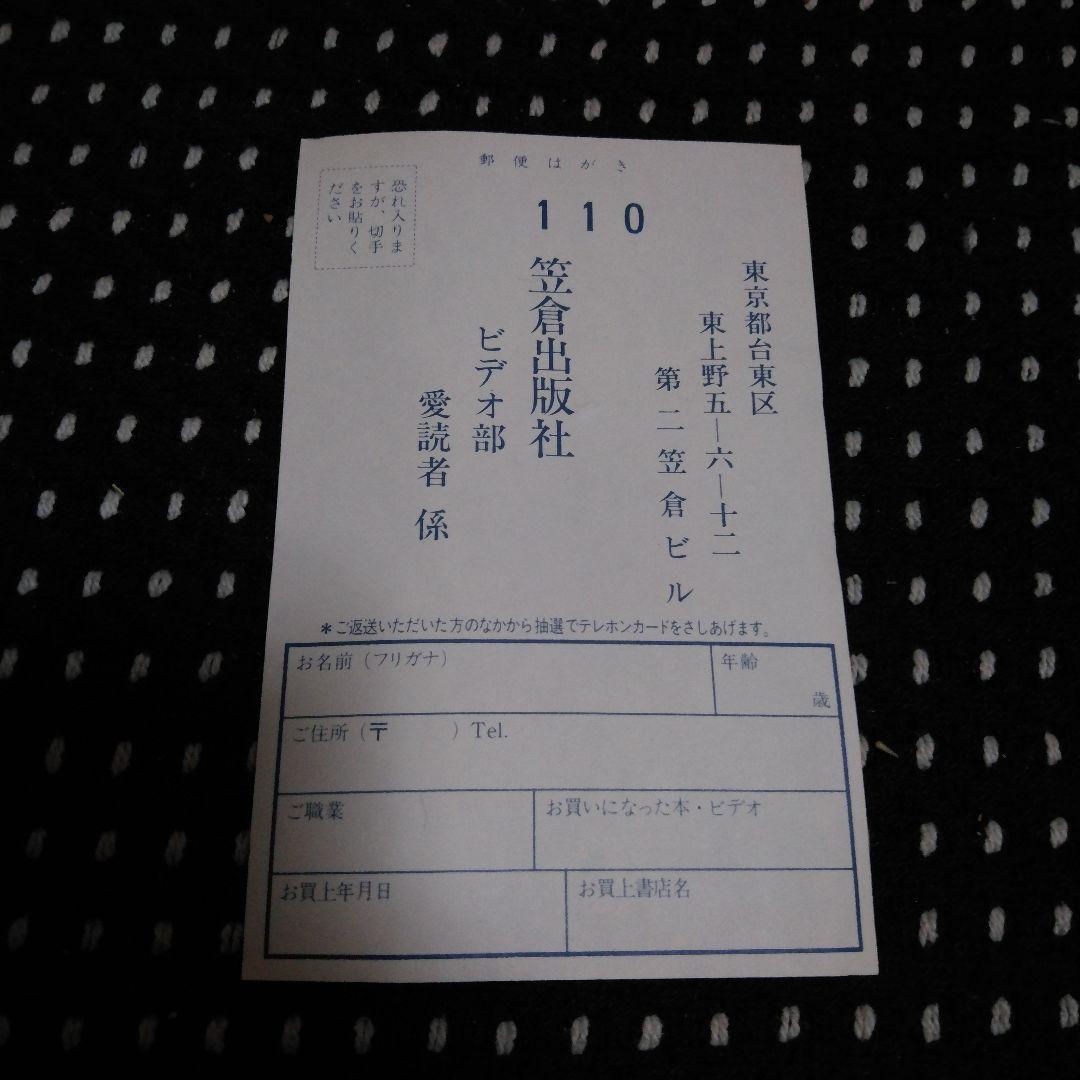 郵便はがき
恐れ入りま
すが、切手
をお貼りく
ださい
110
東京都台東区
東上野五―六―十二
第二笠倉ビル
笠倉出版社
ビデオ部
愛読者係
*ご返送いただいた方のなかから抽選でテレホンカードをさしあげます。
お名前(フリガナ)
年齢
歳
ご住所(〒 )Tel.
ご職業
お買いになった本・ビデオ
お買上年月日
お買上書店名